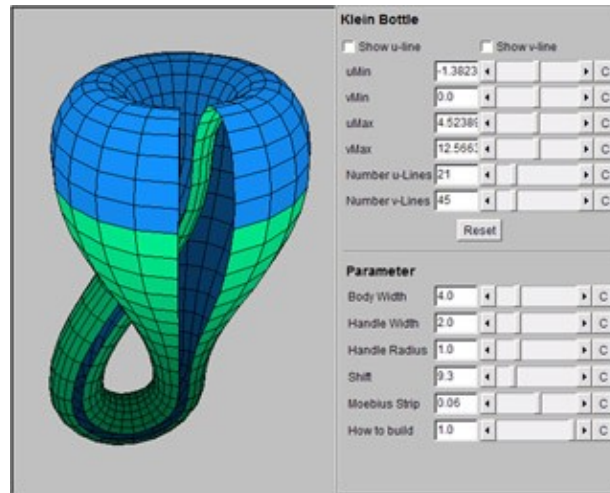 Klein Bottle
Show u-line Show v-line
uMin -1.3823 C
vMin 0.0 C
uMax 4.52389 C
vMax 12.5663 C
Number u-Lines 21 C
Number v-Lines 45 C
Reset
Parameter
Body Width 4.0 C
Handle Width 2.0 C
Handle Radius 1.0 C
Shift 9.3 C
Moebius Strip 0.06 C
How to build 1.0 C